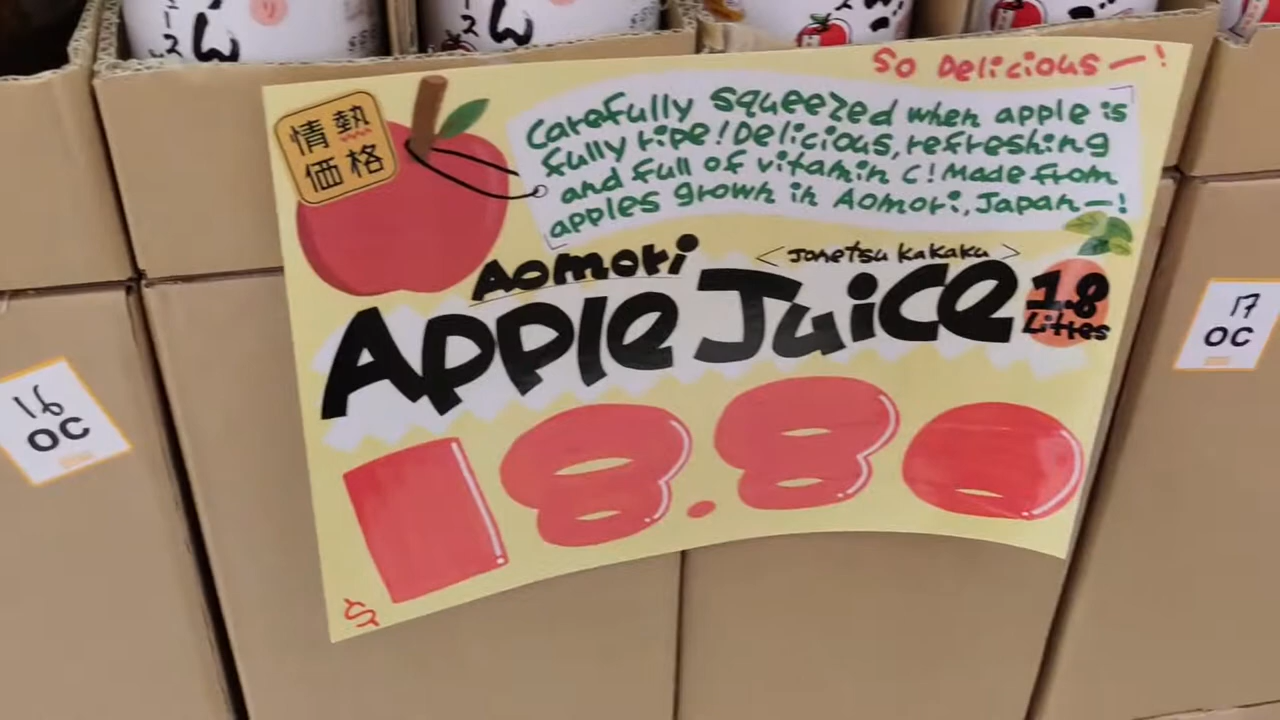 So Delicious—!
情熱
価格
Carefully squeezed when apple is
fully ripe! Delicious, refreshing
and full of vitamin C! Made from
apples grown in Aomori, Japan—!
Aomori
<Jonetsu Kakaku>
APPLE JuiCe
1.8
Litres
$
18.80
16
OC
17
OC